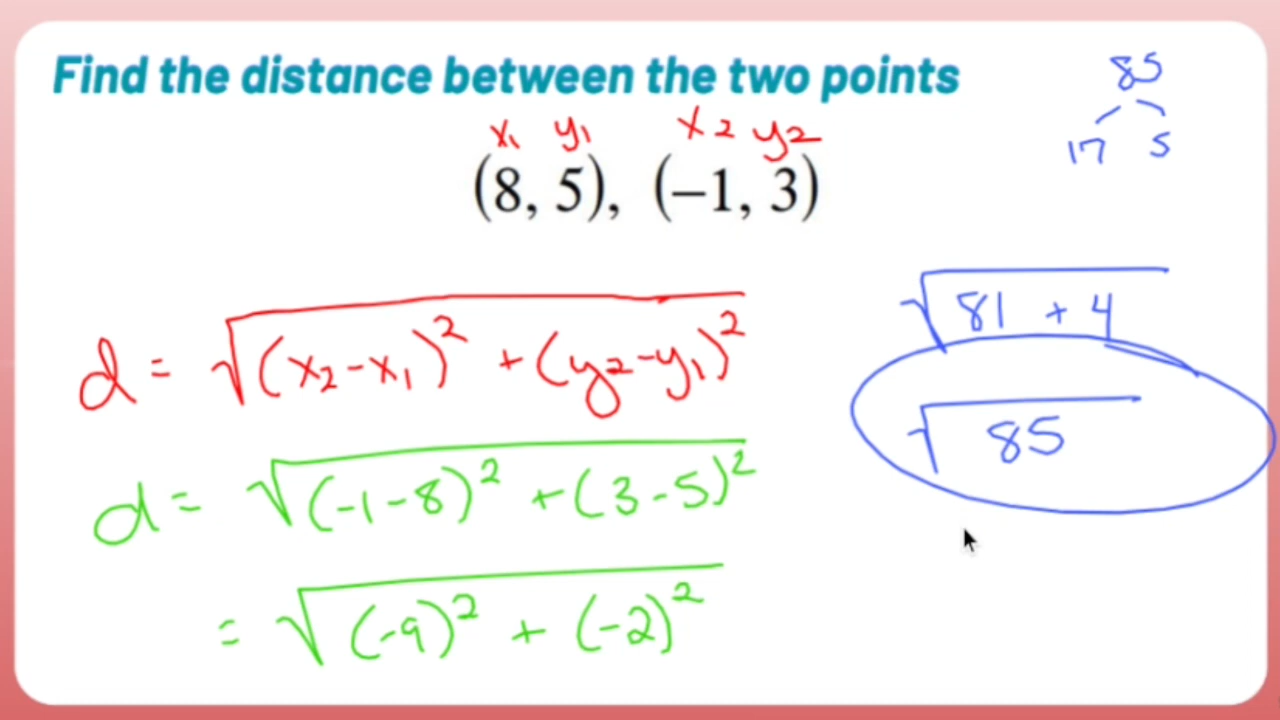 Find the distance between the two points
85
17 5
x₁ y₁ x2 y2
(8, 5), (−1, 3)
√(81 + 4)
d = √((x₂-x₁)² + (y₂-y₁)²)
√85
d = √((-1-8)² + (3-5)²)
= √((-9)² + (-2)²)